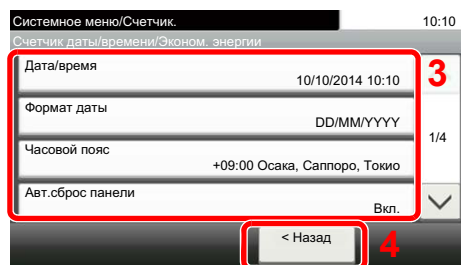 Системное меню/Счетчик.
10:10
Счетчик даты/времени/Эконом. энергии
Дата/время
10/10/2014 10:10
3
Формат даты
DD/MM/YYYY
1/4
Часовой пояс
+09:00 Осака, Саппоро, Токио
Авт.сброс панели
Вкл.
< Назад
4